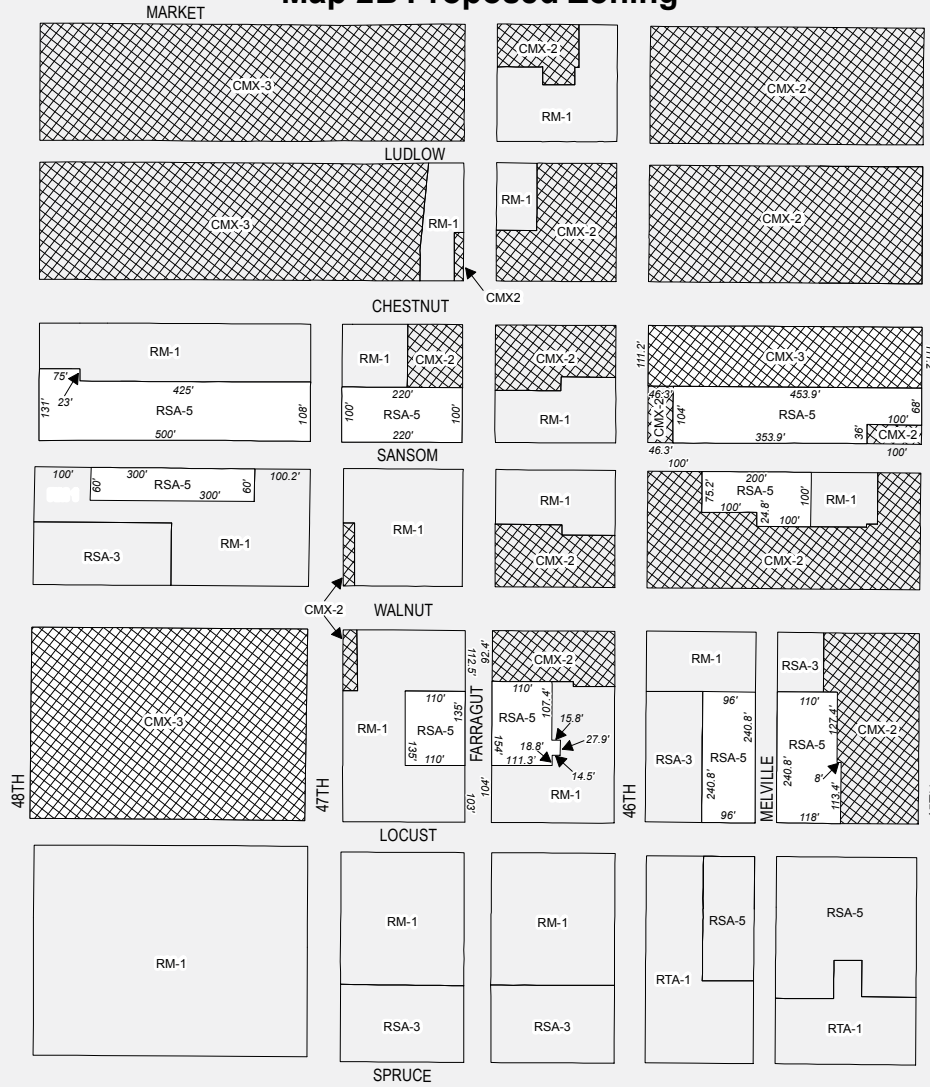 Map 2B Proposed Zoning
MARKET
CMX-3
CMX-2
RM-1
CMX-2
LUDLOW
CMX-3
RM-1
CMX2
RM-1
CMX-2
CMX-2
CHESTNUT
RM-1
75'
23'
425'
131'
RSA-5
108'
500'
RM-1
CMX-2
220'
100'
RSA-5
100'
220'
CMX-2
RM-1
111.2'
CMX-3
46.3'
CMX-2
104'
453.9'
RSA-5
68'
100'
36'
CMX-2
353.9'
46.3'
100'
SANSOM
100'
300'
100.2'
60'
RSA-5
60'
300'
RSA-3
RM-1
RM-1
RM-1
CMX-2
100'
200'
75.2'
RSA-5
100'
100'
24.8'
100'
RM-1
CMX-2
CMX-2
WALNUT
48TH
CMX-3
47TH
RM-1
110'
135'
RSA-5
135'
110'
112.5'
92.4'
FARRAGUT
103'
104'
CMX-2
110'
107.4'
RSA-5
15.8'
27.9'
154'
18.8'
111.3'
14.5'
RM-1
46TH
RM-1
RSA-3
96'
240.8'
RSA-5
240.8'
96'
MELVILLE
RSA-3
CMX-2
110'
127.4'
RSA-5
240.8'
8'
113.4'
118'
LOCUST
RM-1
RM-1
RSA-3
RM-1
RSA-3
RTA-1
RSA-5
RSA-5
RTA-1
SPRUCE